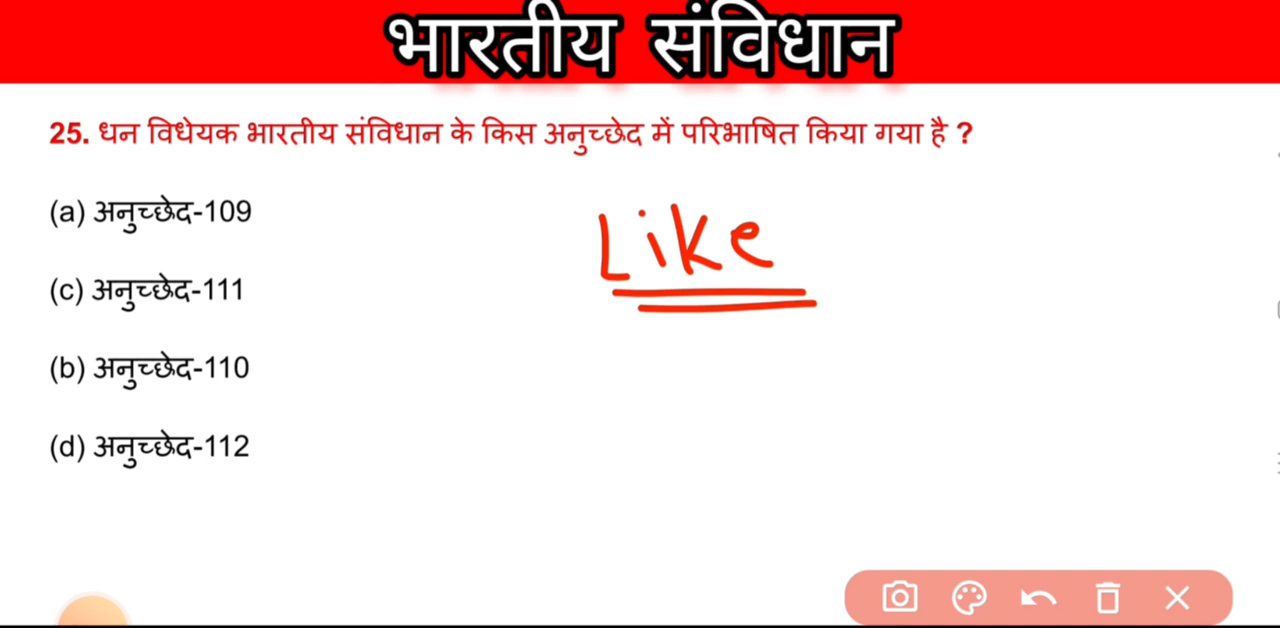 भारतीय संविधान
25. धन विधेयक भारतीय संविधान के किस अनुच्छेद में परिभाषित किया गया है ?
(a) अनुच्छेद-109
Like
(c) अनुच्छेद-111
(b) अनुच्छेद-110
(d) अनुच्छेद-112